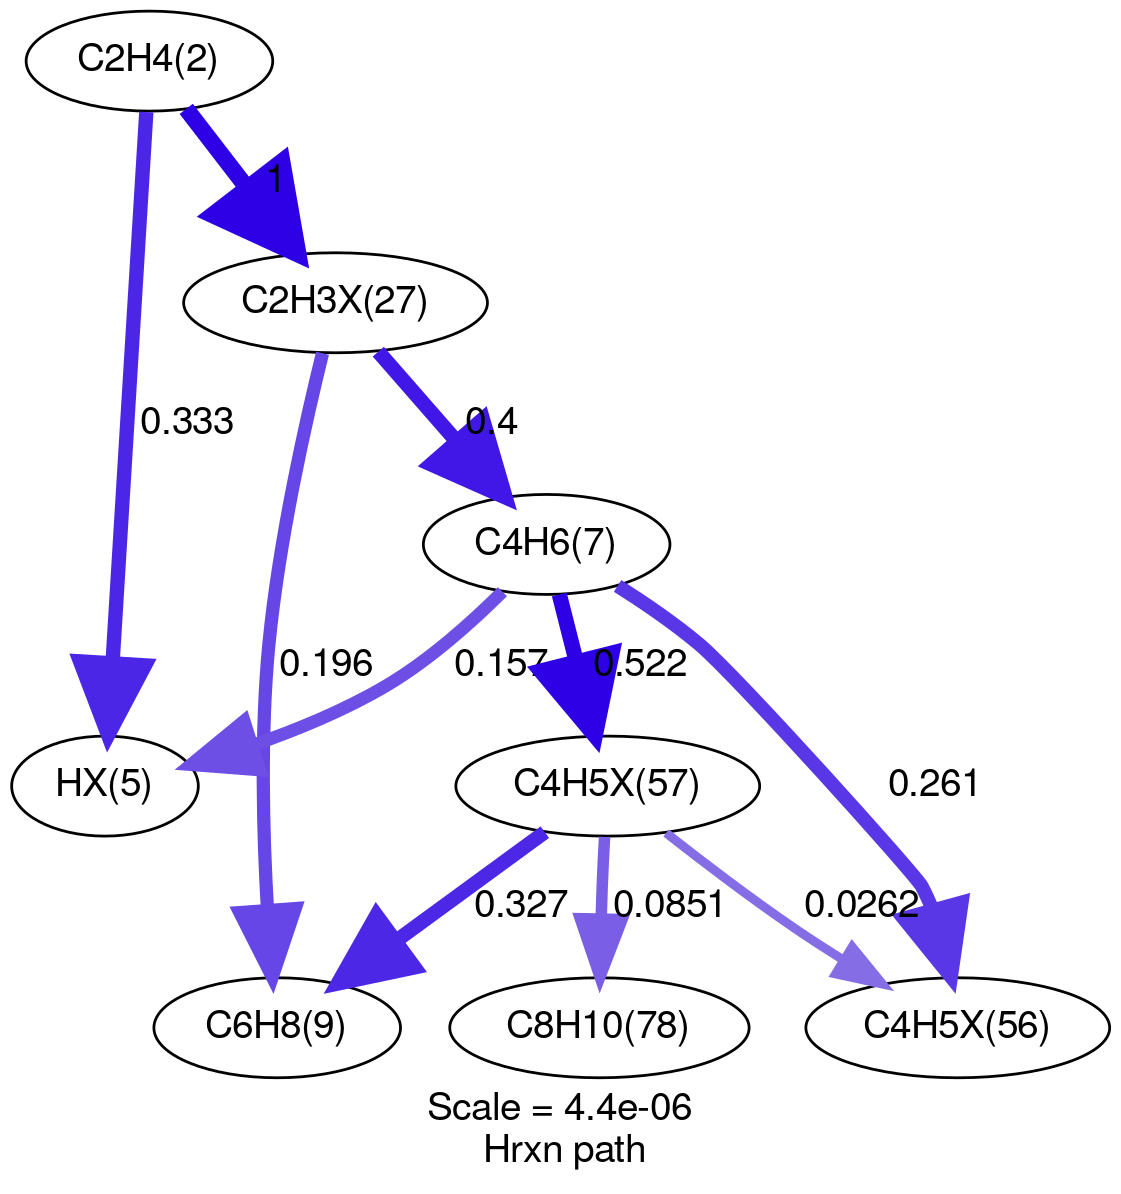 C2H4(2)
1
C2H3X(27)
0.333
0.4
C4H6(7)
0.196
0.157
0.522
HX(5)
C4H5X(57)
0.261
0.327
0.0851
0.0262
C6H8(9)
C8H10(78)
C4H5X(56)
Scale = 4.4e-06
Hrxn path